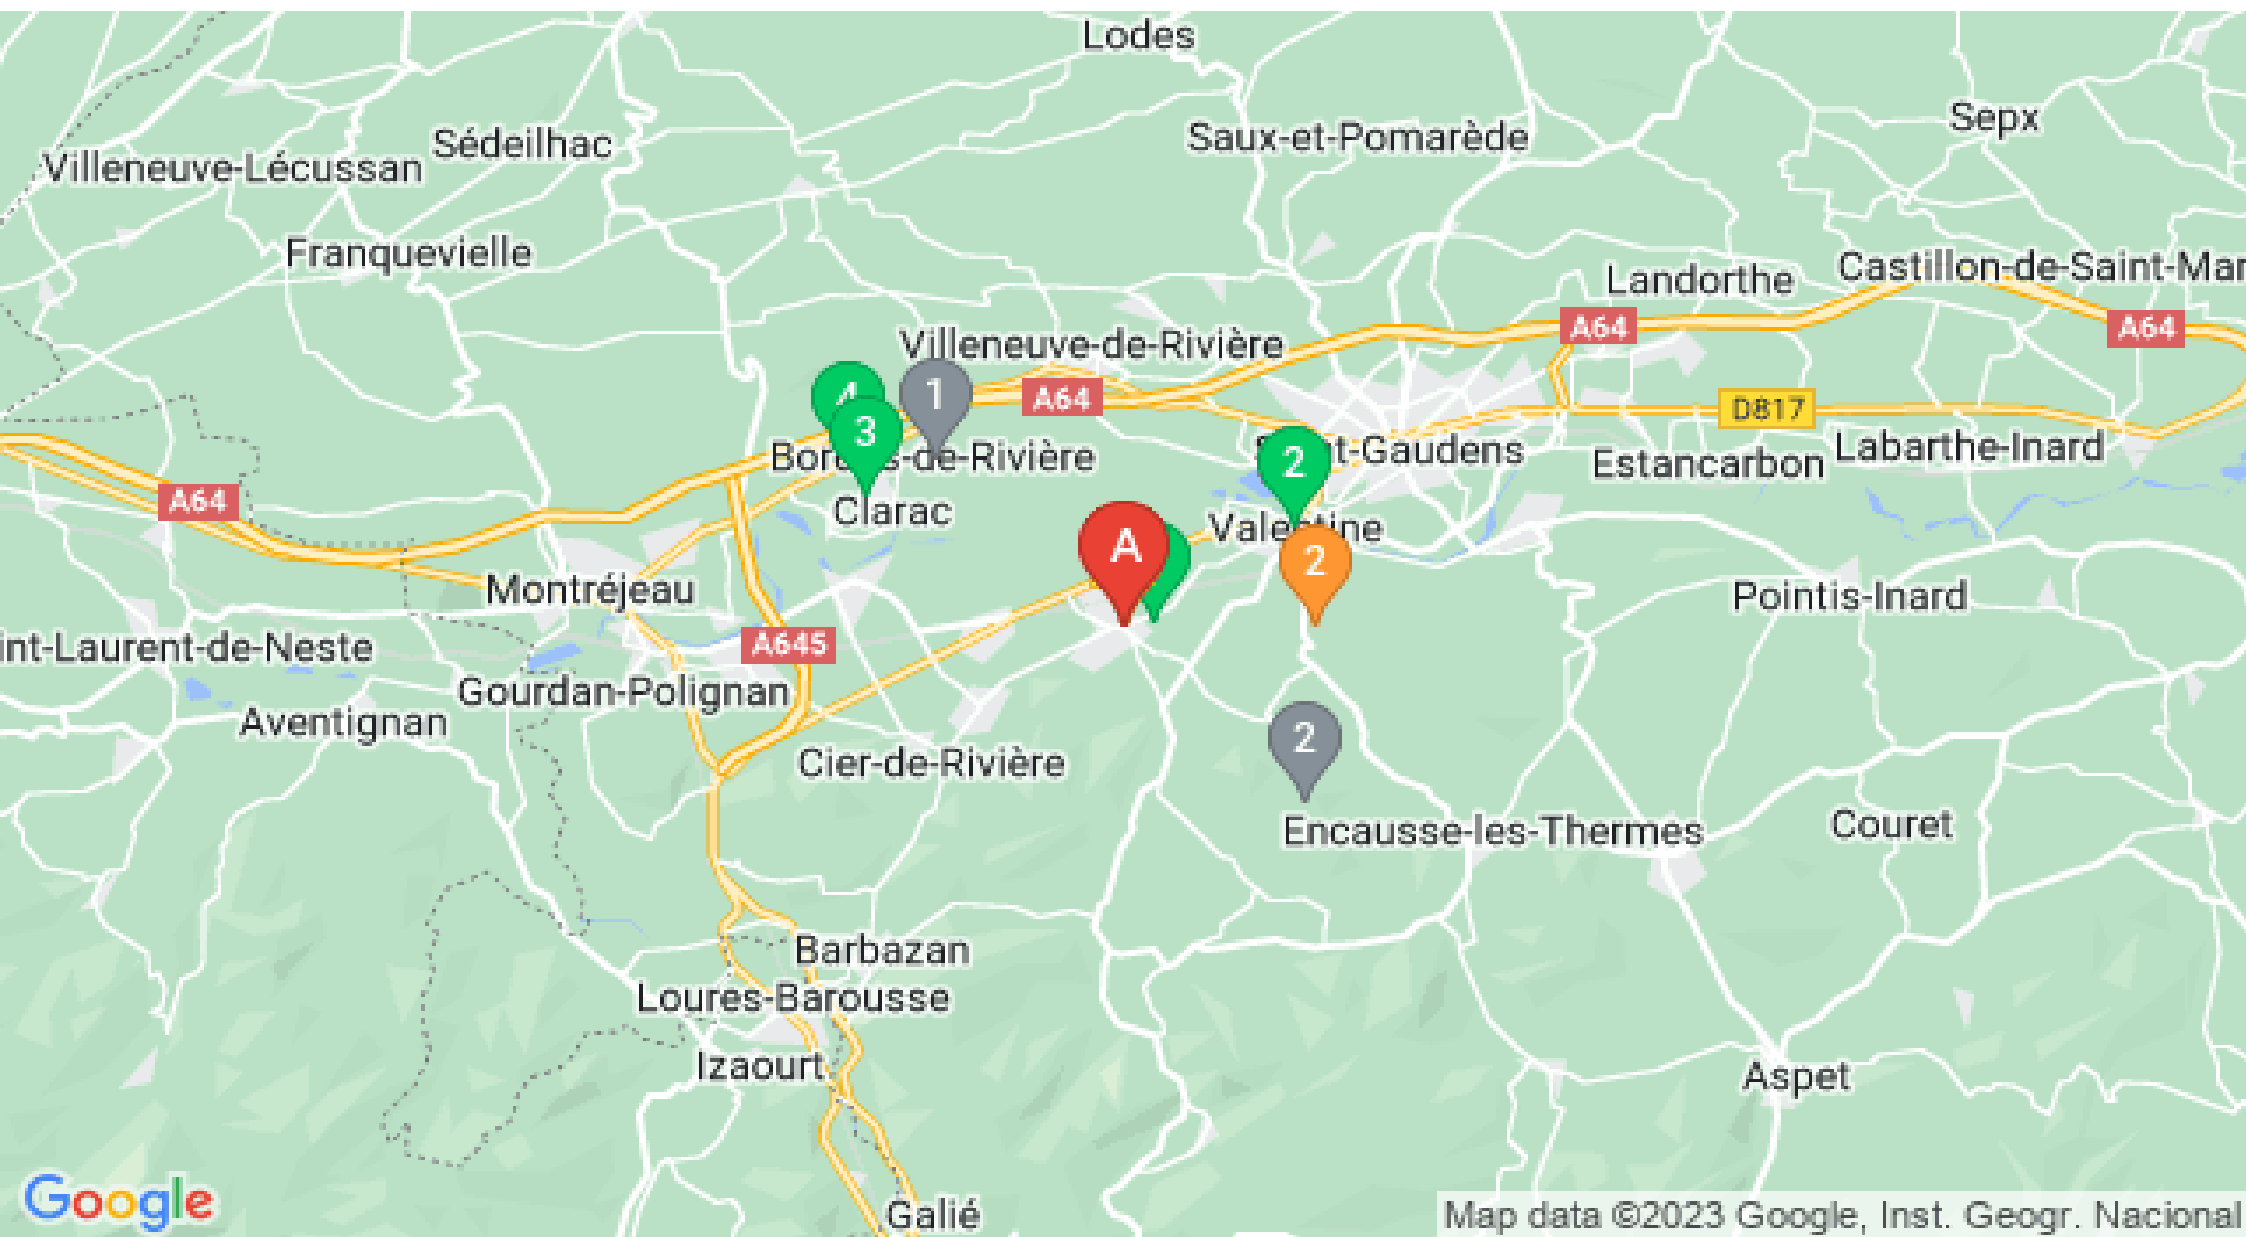 Lodes
Sepx
Saux-et-Pomarède
Sédeilhac
Villeneuve-Lécussan
Franquevielle
Castillon-de-Saint-Mar
Landorthe
A64
A64
Villeneuve-de-Rivière
A64
4
1
3
D817
2
Estancarbon
Labarthe-Inard
A64
Clarac
A
2
Montréjeau
Pointis-Inard
A645
int-Laurent-de-Neste
Gourdan-Polignan
Aventignan
2
Cier-de-Rivière
Encausse-les-Thermes
Couret
Barbazan
Loures-Barousse
Izaourt
Aspet
Galié
Google
Map data ©2023 Google, Inst. Geogr. Nacional